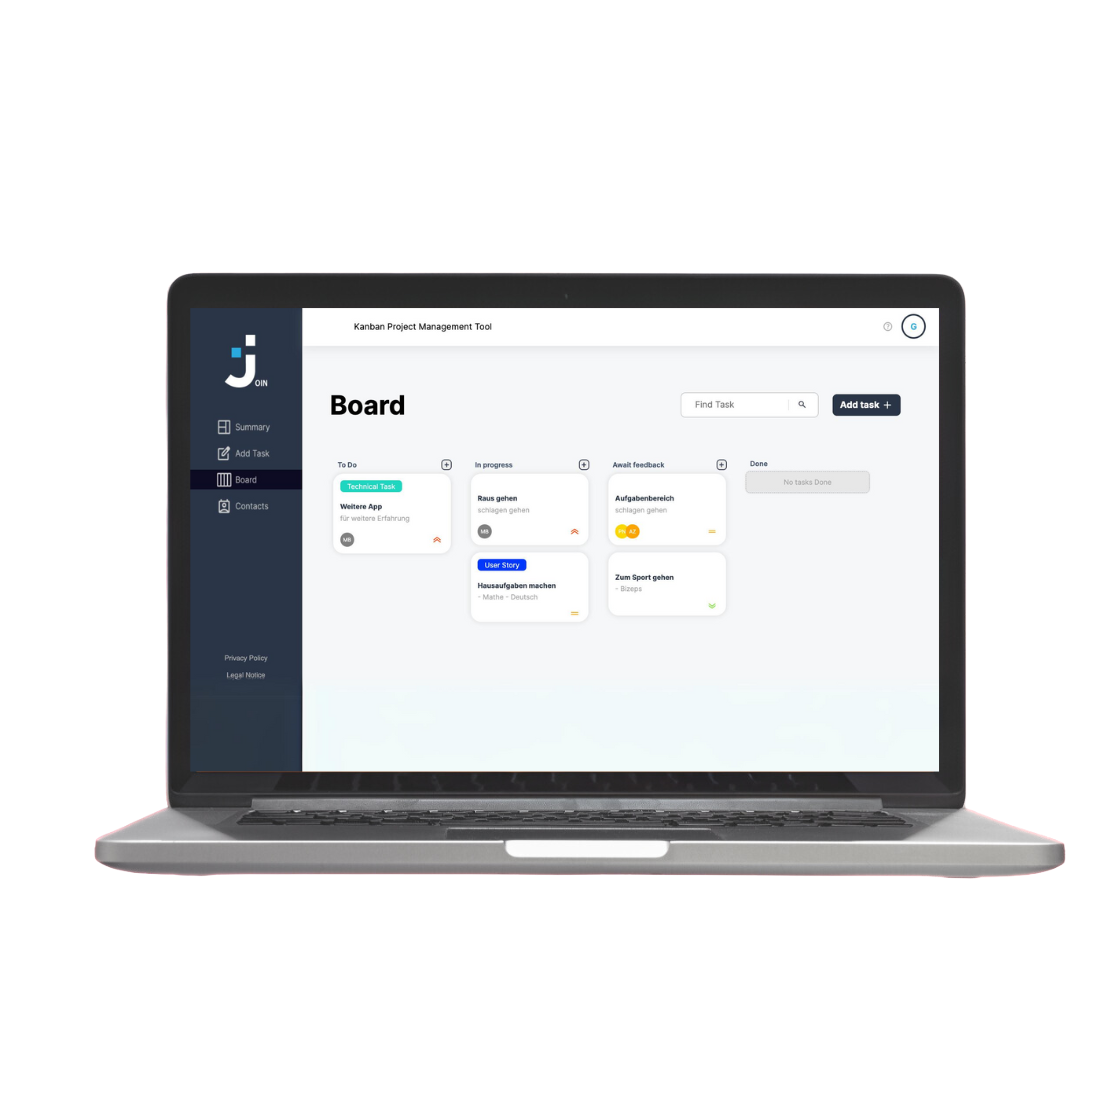 Kanban Project Management Tool
G
J
OIN
Summary
Add Task
Board
Contacts
Privacy Policy
Legal Notice
Board
Find Task
Add task +
To Do
Technical Task
Weitere App
für weitere Erfahrung
MB
In progress
Raus gehen
schlagen gehen
MB
User Story
Hausaufgaben machen
- Mathe - Deutsch
Await feedback
Aufgabenbereich
schlagen gehen
AZ
Zum Sport gehen
- Bizeps
Done
No tasks Done